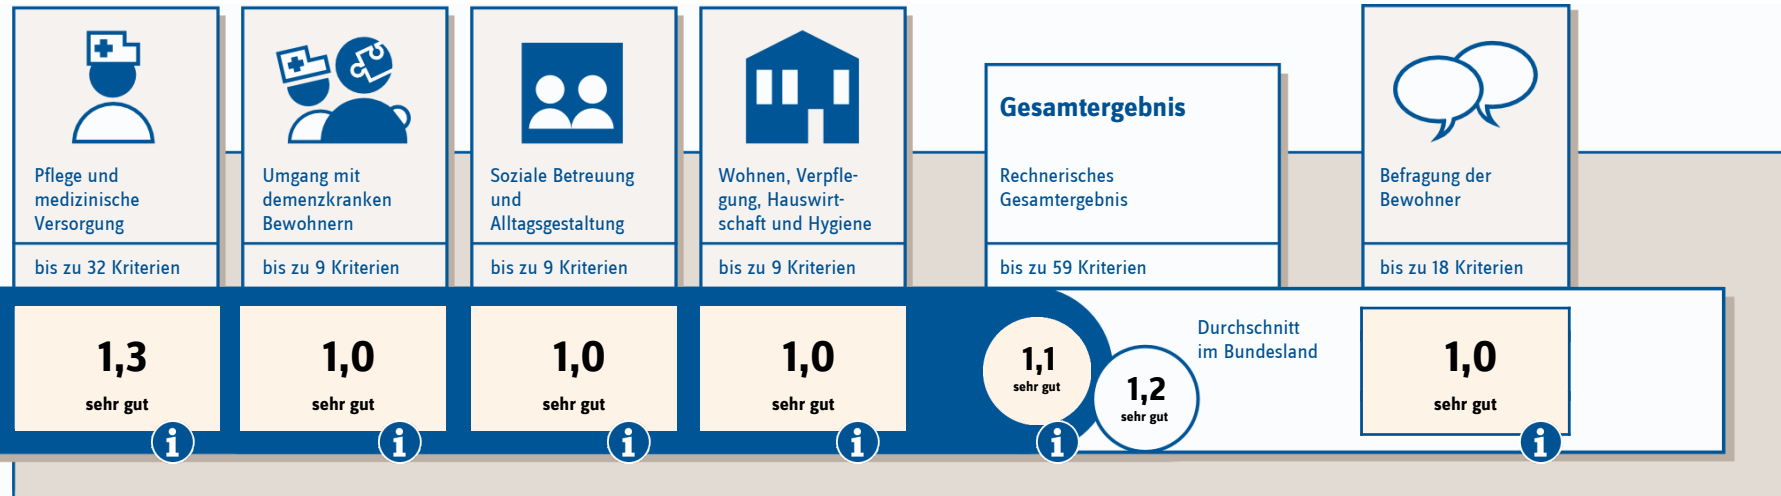 Pflege und
medizinische
Versorgung
bis zu 32 Kriterien
1,3
sehr gut
i
Umgang mit
demenzkranken
Bewohnern
bis zu 9 Kriterien
1,0
sehr gut
i
Soziale Betreuung
und
Alltagsgestaltung
bis zu 9 Kriterien
1,0
sehr gut
i
Wohnen, Verpfle-
gung, Hauswirt-
schaft und Hygiene
bis zu 9 Kriterien
1,0
sehr gut
i
Gesamtergebnis
Rechnerisches
Gesamtergebnis
bis zu 59 Kriterien
1,1
sehr gut
i
1,2
sehr gut
Durchschnitt
im Bundesland
Befragung der
Bewohner
bis zu 18 Kriterien
1,0
sehr gut
i